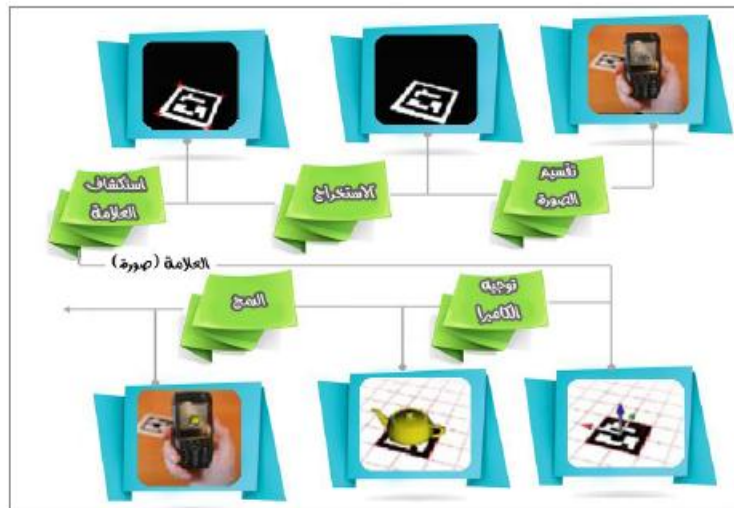 تقسيم
الصورة
الاستخراج
استكشاف
العلامة
العلامة (صورة)
توجيه
الكاميرا
الدمج